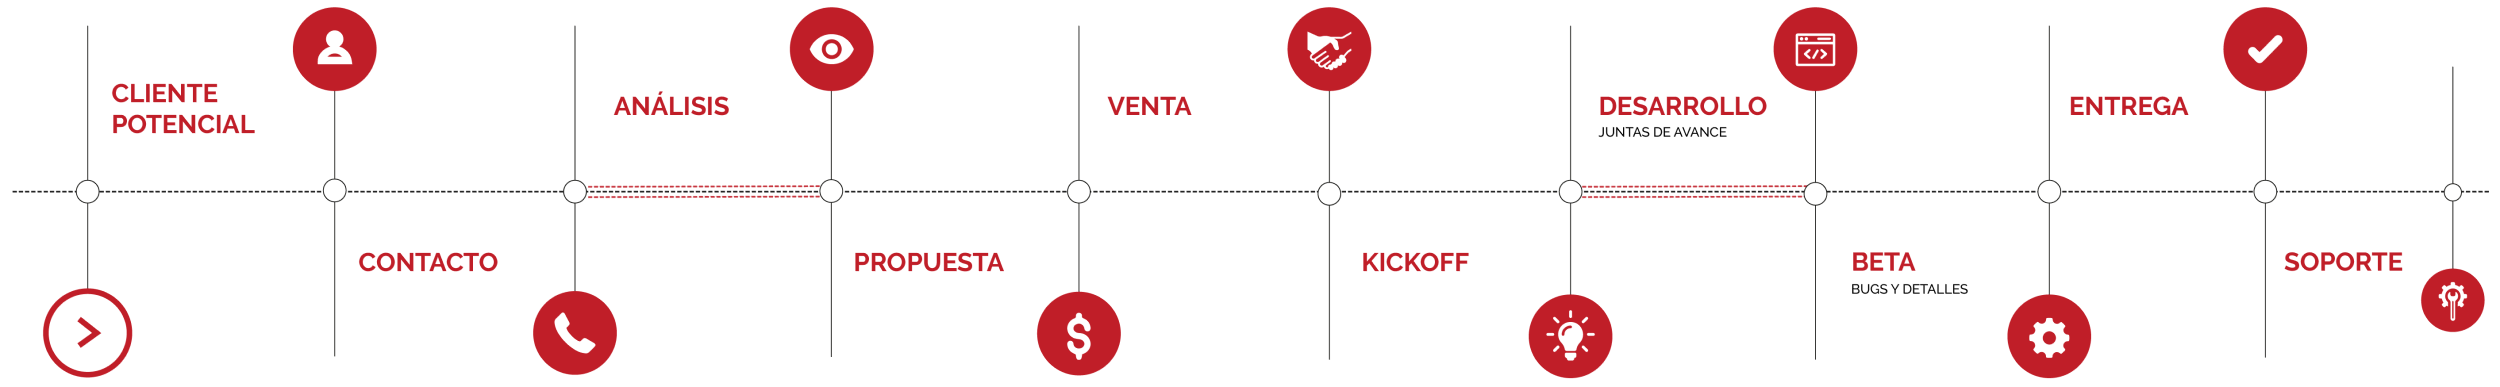 CLIENTE
POTENCIAL
CONTACTO
ANÁLISIS
PROPUESTA
VENTA
KICKOFF
DESARROLLO
JUNTAS DE AVANCE
BETA
BUGS Y DETALLES
ENTREGA
SOPORTE